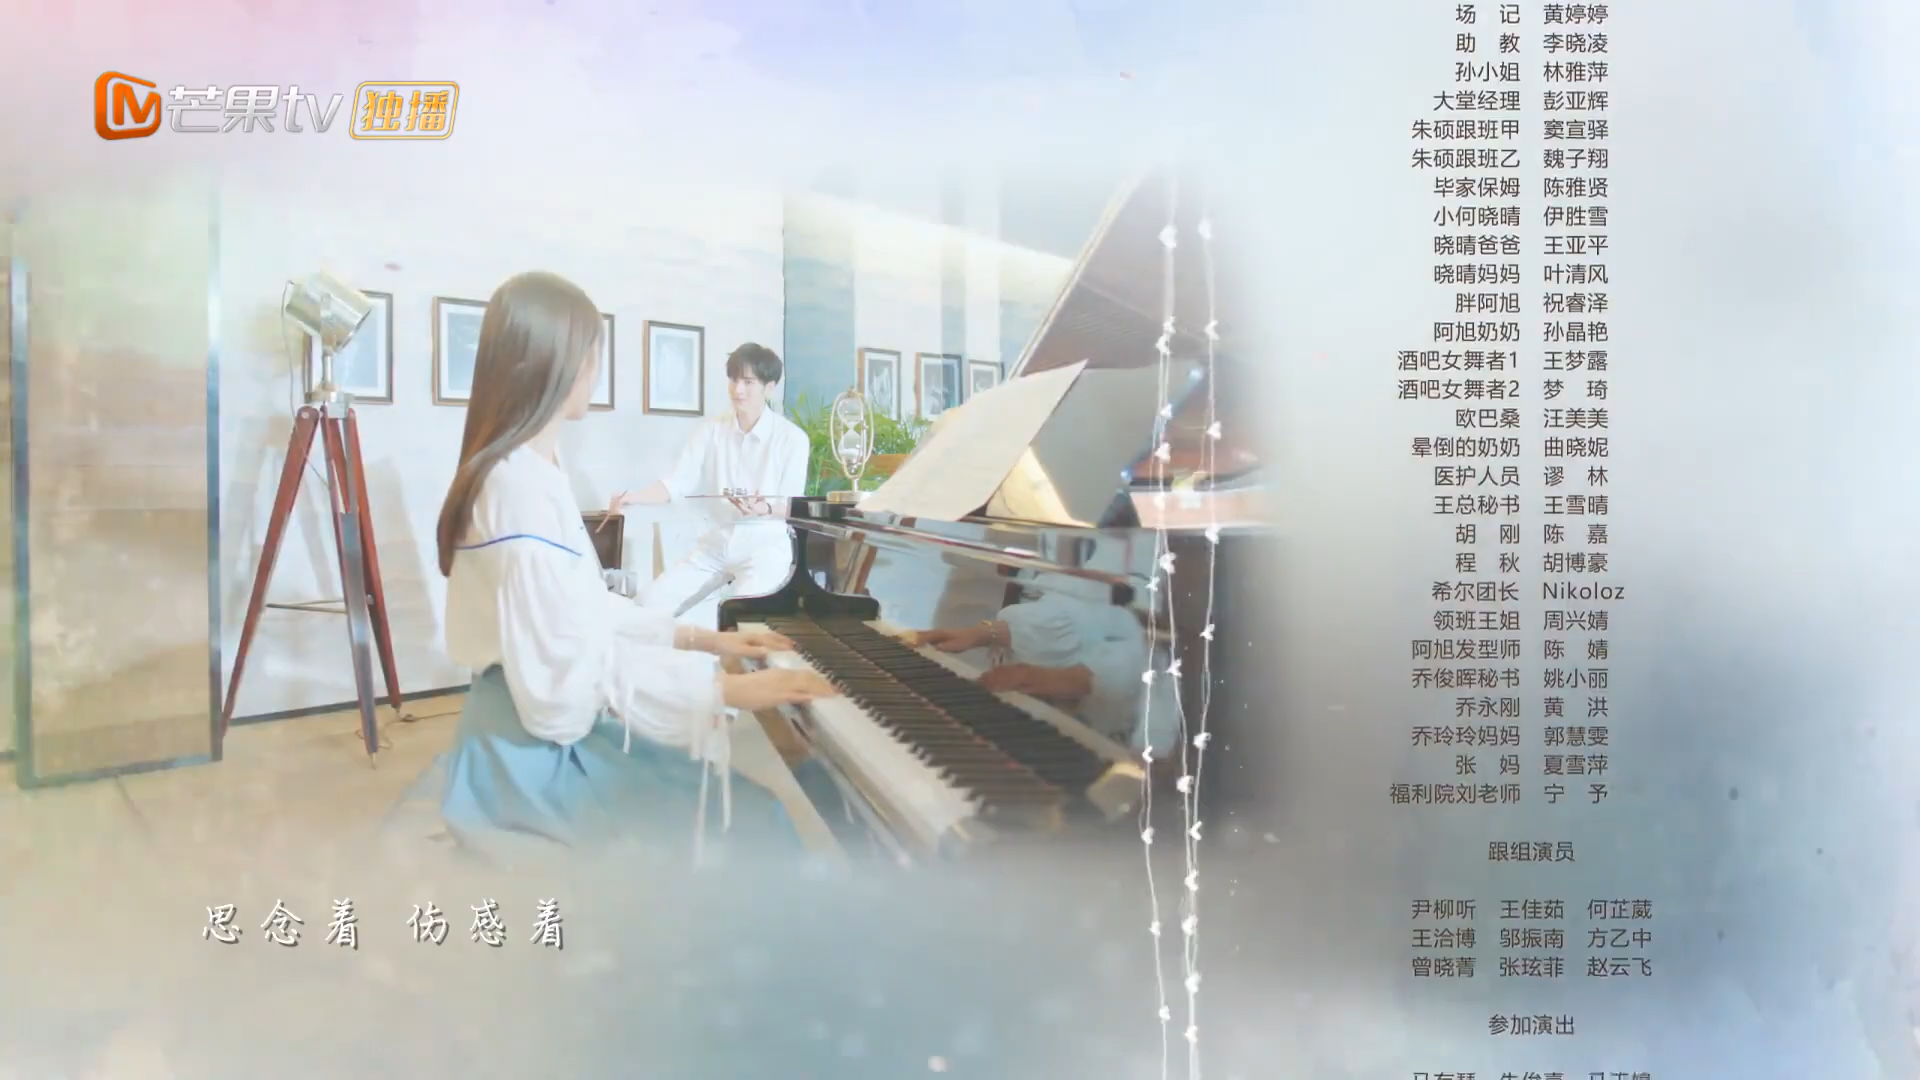 芒果tv 独播
场 记 黄婷婷
助 教 李晓凌
孙小姐 林雅萍
大堂经理 彭亚辉
朱硕跟班甲 窦宣驿
朱硕跟班乙 魏子翔
毕家保姆 陈雅贤
小何晓晴 伊胜雪
晓晴爸爸 王亚平
晓晴妈妈 叶清风
胖阿旭 祝睿泽
阿旭奶奶 孙晶艳
酒吧女舞者1 王梦露
酒吧女舞者2 梦 琦
欧巴桑 汪美美
晕倒的奶奶 曲晓妮
医护人员 谬 林
王总秘书 王雪晴
胡 刚 陈 嘉
程 秋 胡博豪
希尔团长 Nikoloz
领班王姐 周兴婧
阿旭发型师 陈 婧
乔俊晖秘书 姚小丽
乔永刚 黄 洪
乔玲玲妈妈 郭慧雯
张 妈 夏雪萍
福利院刘老师 宁 予
跟组演员
尹柳听 王佳茹 何芷葳
王洽博 邬振南 方乙中
曾晓菁 张玹菲 赵云飞
参加演出
思念着 伤感着